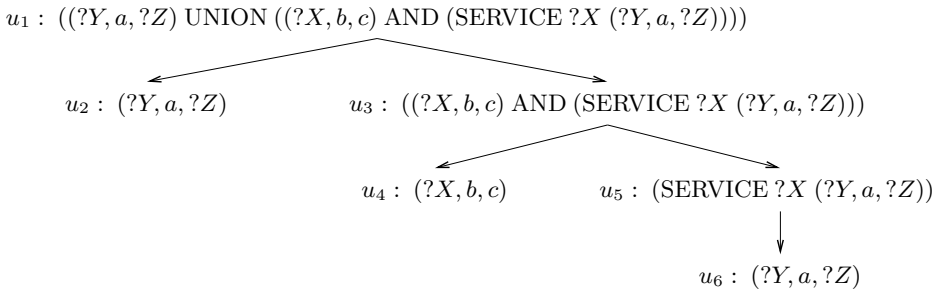 u₁ : ((?Y, a, ?Z) UNION ((?X, b, c) AND (SERVICE ?X (?Y, a, ?Z))))
u₂ : (?Y, a, ?Z) u₃ : ((?X, b, c) AND (SERVICE ?X (?Y, a, ?Z)))
u₄ : (?X, b, c) u₅ : (SERVICE ?X (?Y, a, ?Z))
u₆ : (?Y, a, ?Z)